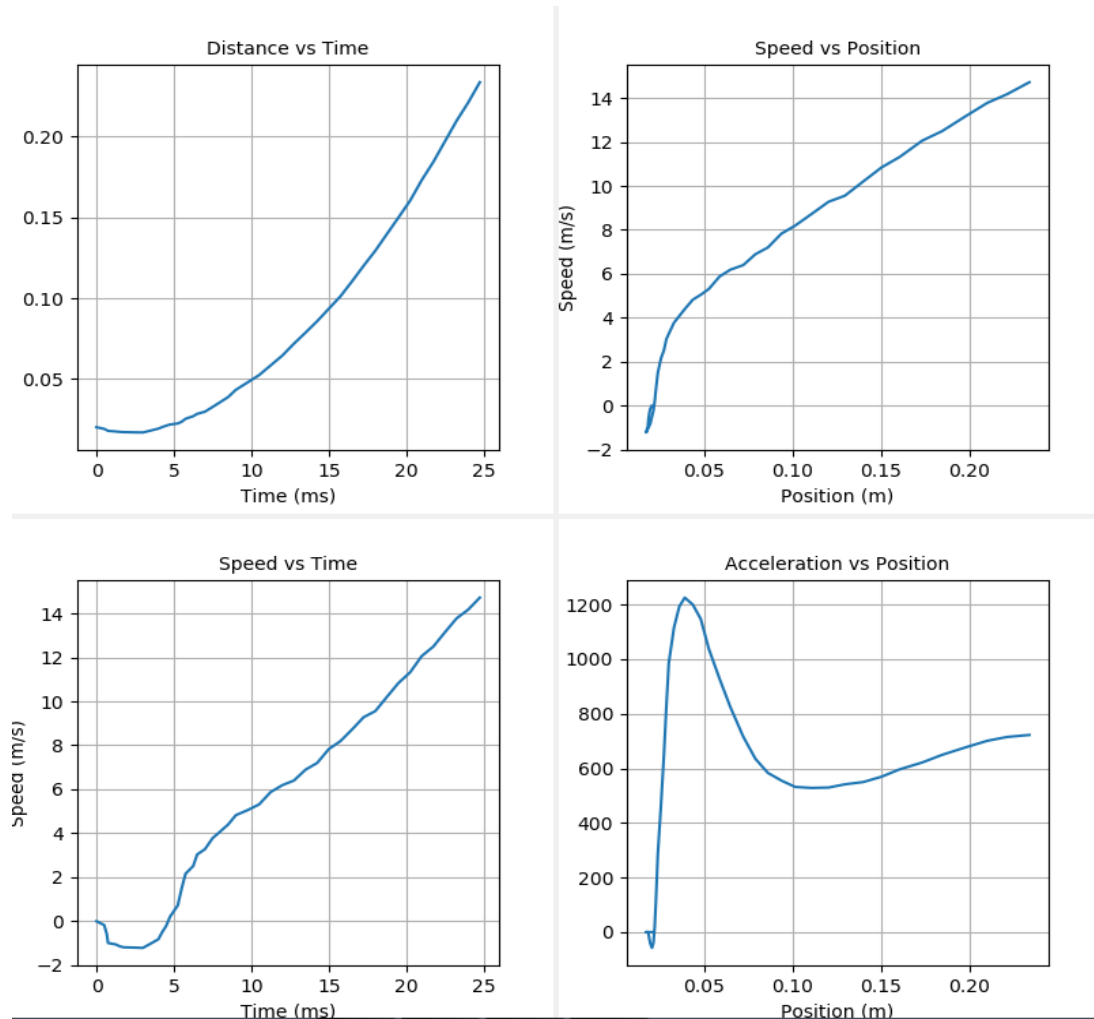 Distance vs Time
0.20
0.15
0.10
0.05
0 5 10 15 20 25
Time (ms)
Speed vs Position
Speed (m/s)
14
12
10
8
6
4
2
0
−2
0.05 0.10 0.15 0.20
Position (m)
Speed vs Time
Speed (m/s)
14
12
10
8
6
4
2
0
−2
0 5 10 15 20 25
Time (ms)
Acceleration vs Position
1200
1000
800
600
400
200
0
0.05 0.10 0.15 0.20
Position (m)